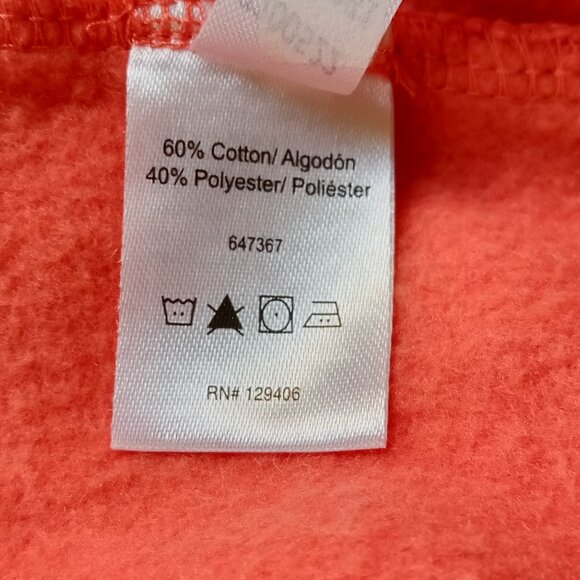 60% Cotton/ Algodón
40% Polyester/ Poliéster
647367
RN# 129406